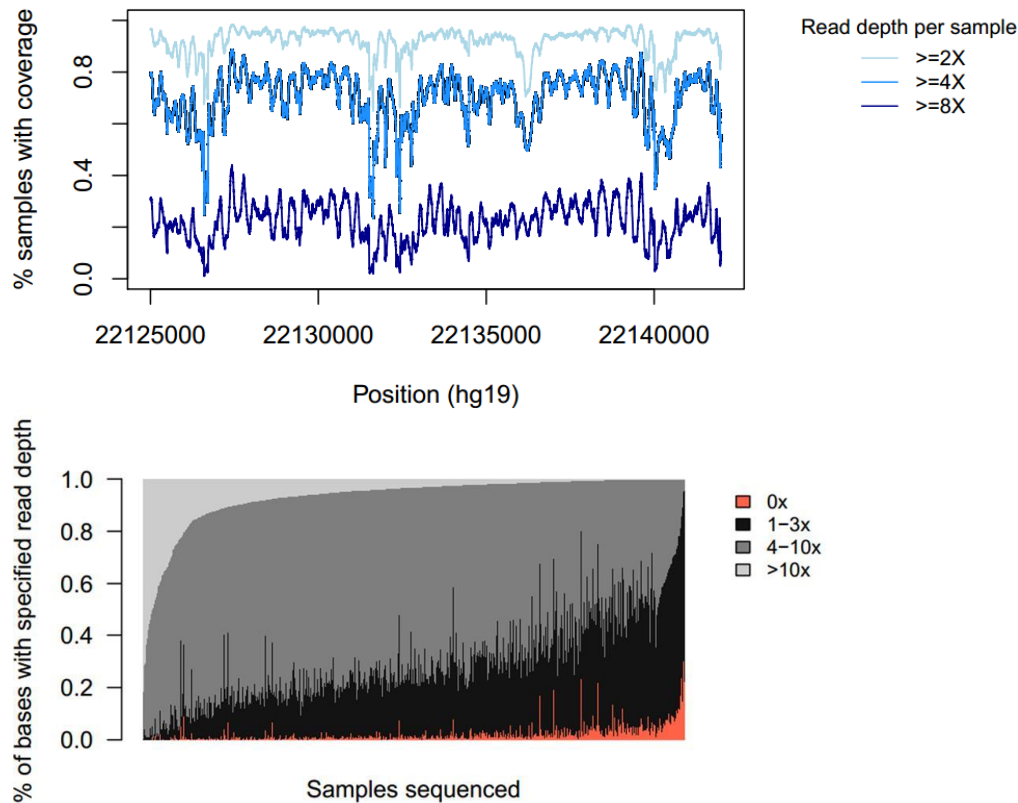 Read depth per sample
>=2X
>=4X
>=8X
% samples with coverage
0.8
0.4
0.0
22125000 22130000 22135000 22140000
Position (hg19)
% of bases with specified read depth
1.0
0.8
0.6
0.4
0.2
0.0
0x
1−3x
4−10x
>10x
Samples sequenced